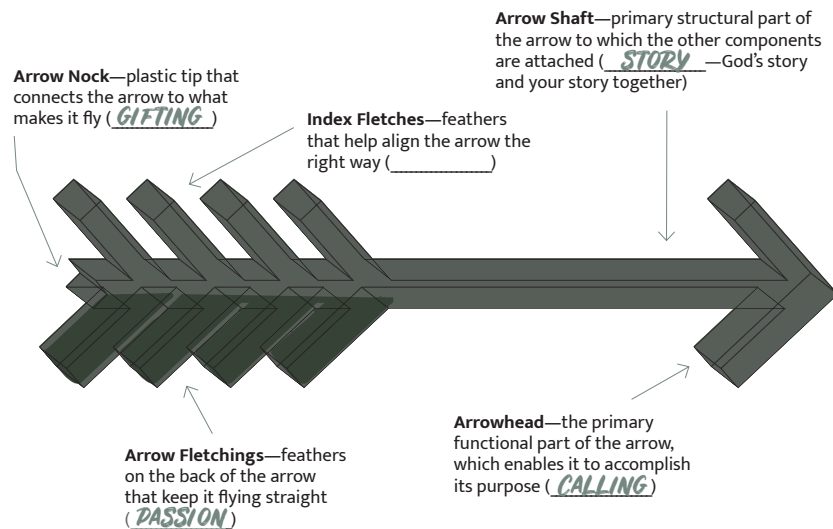 Arrow Shaft—primary structural part of
the arrow to which the other components
are attached (STORY—God's story
and your story together)
Arrow Nock—plastic tip that
connects the arrow to what
makes it fly (GIFTING)
Index Fletches—feathers
that help align the arrow the
right way (__________)
Arrow Fletchings—feathers
on the back of the arrow
that keep it flying straight
(PASSION)
Arrowhead—the primary
functional part of the arrow,
which enables it to accomplish
its purpose (CALLING)